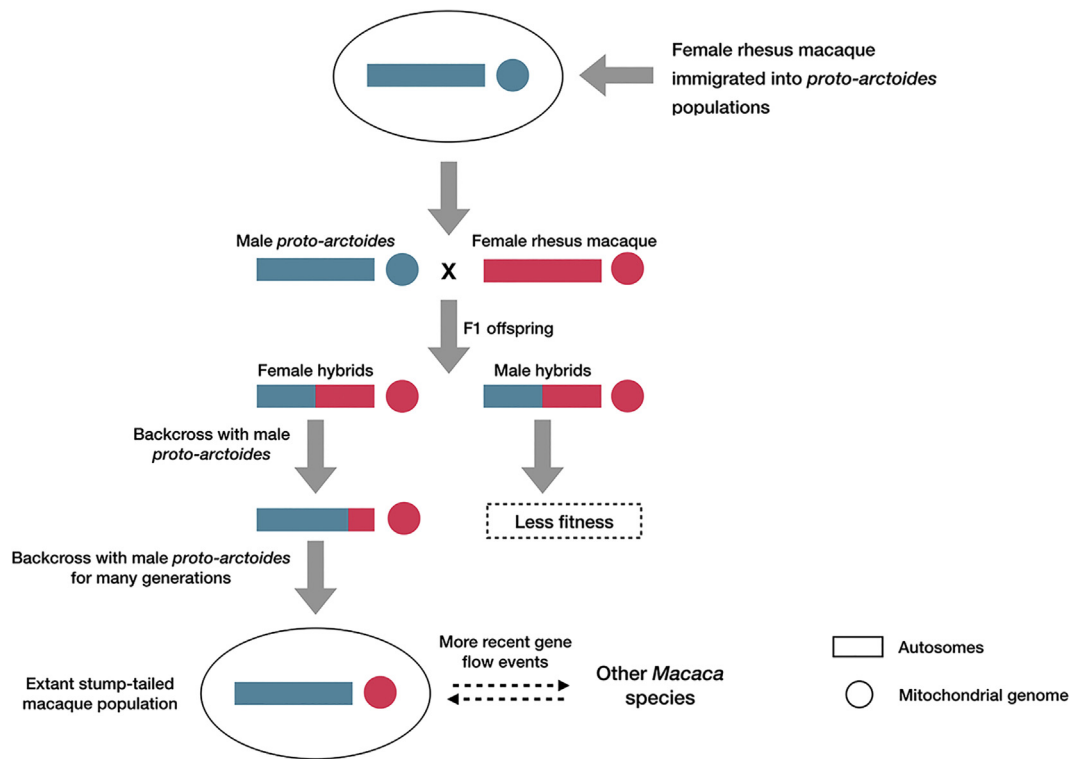 Female rhesus macaque
immigrated into proto-arctoides
populations
Male proto-arctoides
Female rhesus macaque
X
F1 offspring
Female hybrids
Male hybrids
Backcross with male
proto-arctoides
Less fitness
Backcross with male proto-arctoides
for many generations
Extant stump-tailed
macaque population
More recent gene
flow events
Other Macaca
species
Autosomes
Mitochondrial genome